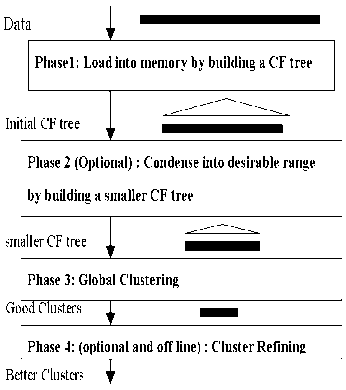 Data
Phase1: Load into memory by building a CF tree
Initial CF tree
Phase 2 (Optional) : Condense into desirable range
by building a smaller CF tree
smaller CF tree
Phase 3: Global Clustering
Good Clusters
Phase 4: (optional and off line) : Cluster Refining
Better Clusters